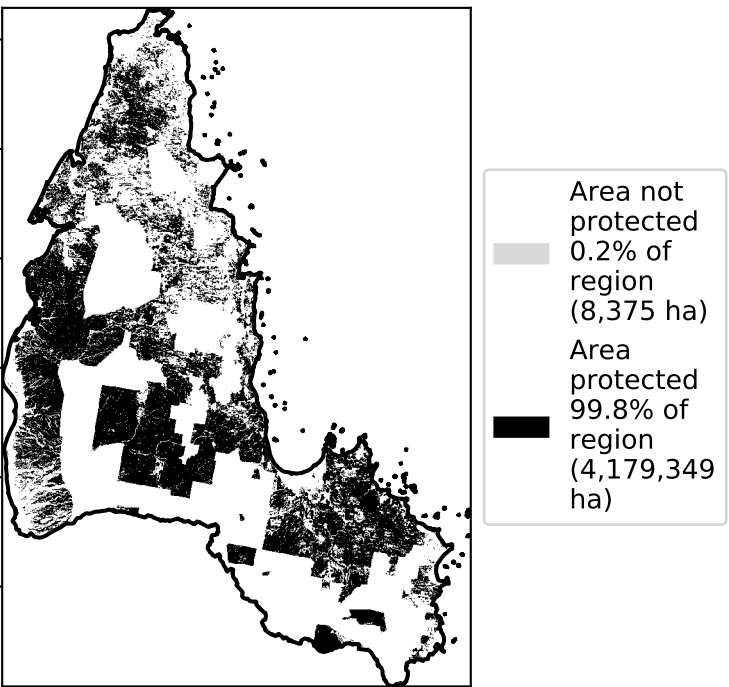 Area not
protected
0.2% of
region
(8,375 ha)
Area
protected
99.8% of
region
(4,179,349
ha)